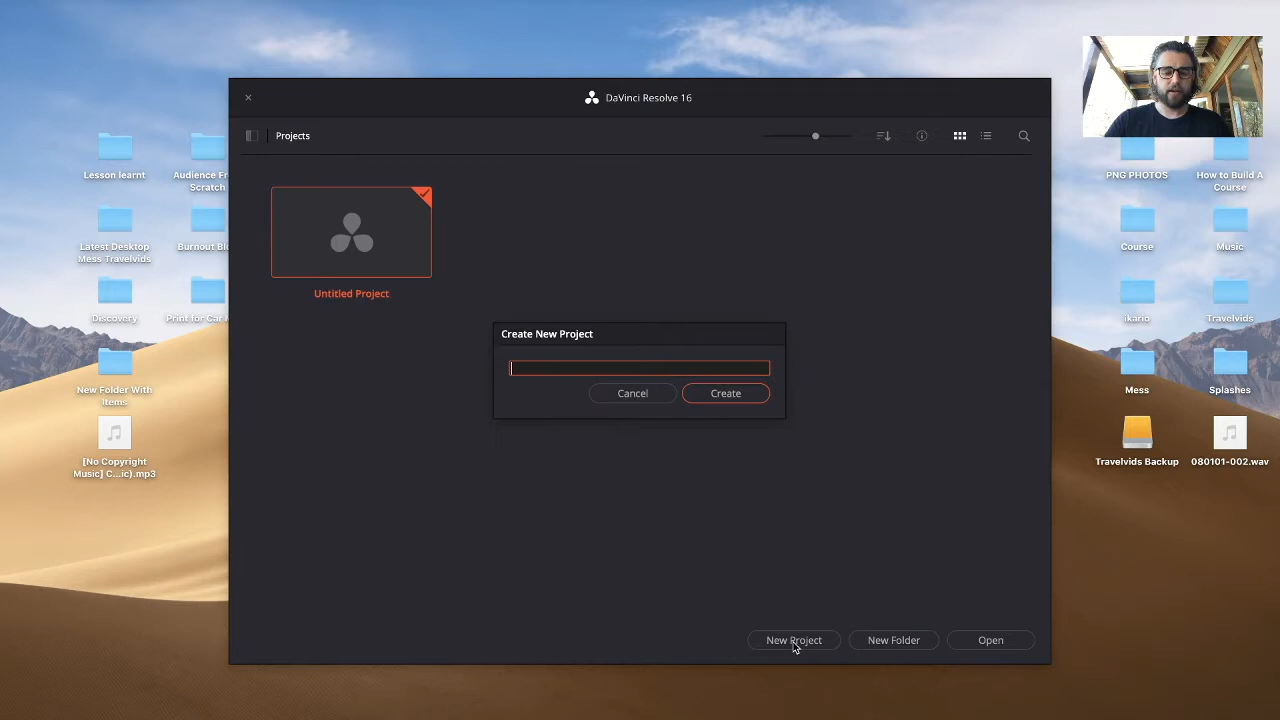 DaVinci Resolve 16
Projects
Untitled Project
Create New Project
Cancel
Create
New Project
New Folder
Open
Lesson learnt
Audience Fr
Scratch
Latest Desktop
Mess Travelvids
Burnout Bl
Discovery
Print for Car
New Folder With
Items
[No Copyright
Music] C...ic).mp3
PNG PHOTOS
How to Build A
Course
Course
Music
ikario
Travelvids
Mess
Splashes
Travelvids Backup
080101-002.wav